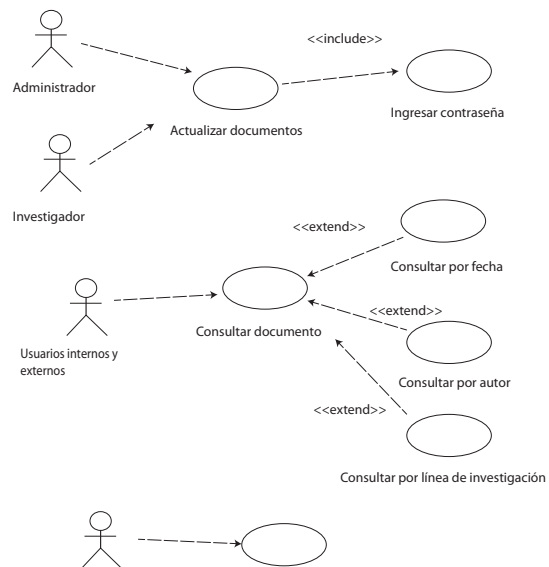 <<include>>
Administrador
Actualizar documentos
Ingresar contraseña
Investigador
<<extend>>
Consultar por fecha
<<extend>>
Consultar documento
Usuarios internos y
externos
Consultar por autor
<<extend>>
Consultar por línea de investigación